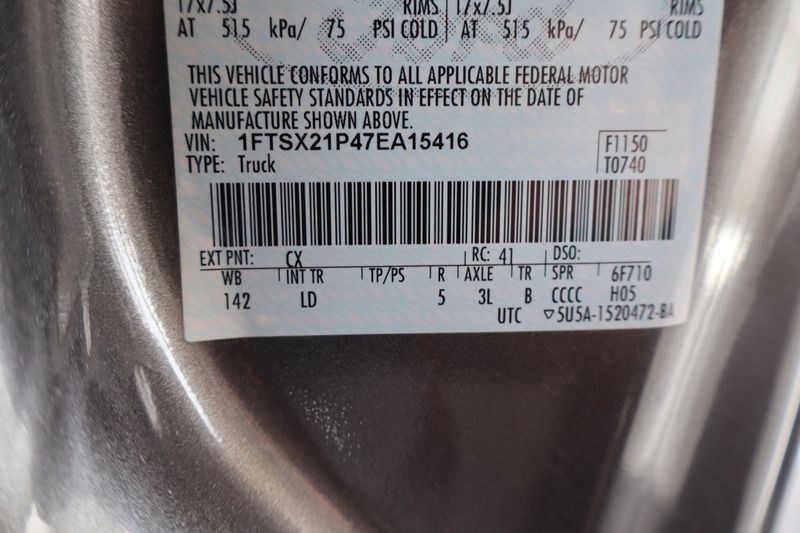 17x7.5J RIMS 17x7.5J RIMS
AT 515 kPa/ 75 PSI COLD AT 515 kPa/ 75 PSI COLD
THIS VEHICLE CONFORMS TO ALL APPLICABLE FEDERAL MOTOR
VEHICLE SAFETY STANDARDS IN EFFECT ON THE DATE OF
MANUFACTURE SHOWN ABOVE.
VIN: 1FTSX21P47EA15416 F1150
TYPE: Truck T0740
EXT PNT: CX RC: 41 DSO:
WB INT TR TP/PS R AXLE TR SPR 6F710
142 LD 5 3L B CCCC H05
UTC ▽5U5A-1520472-BA